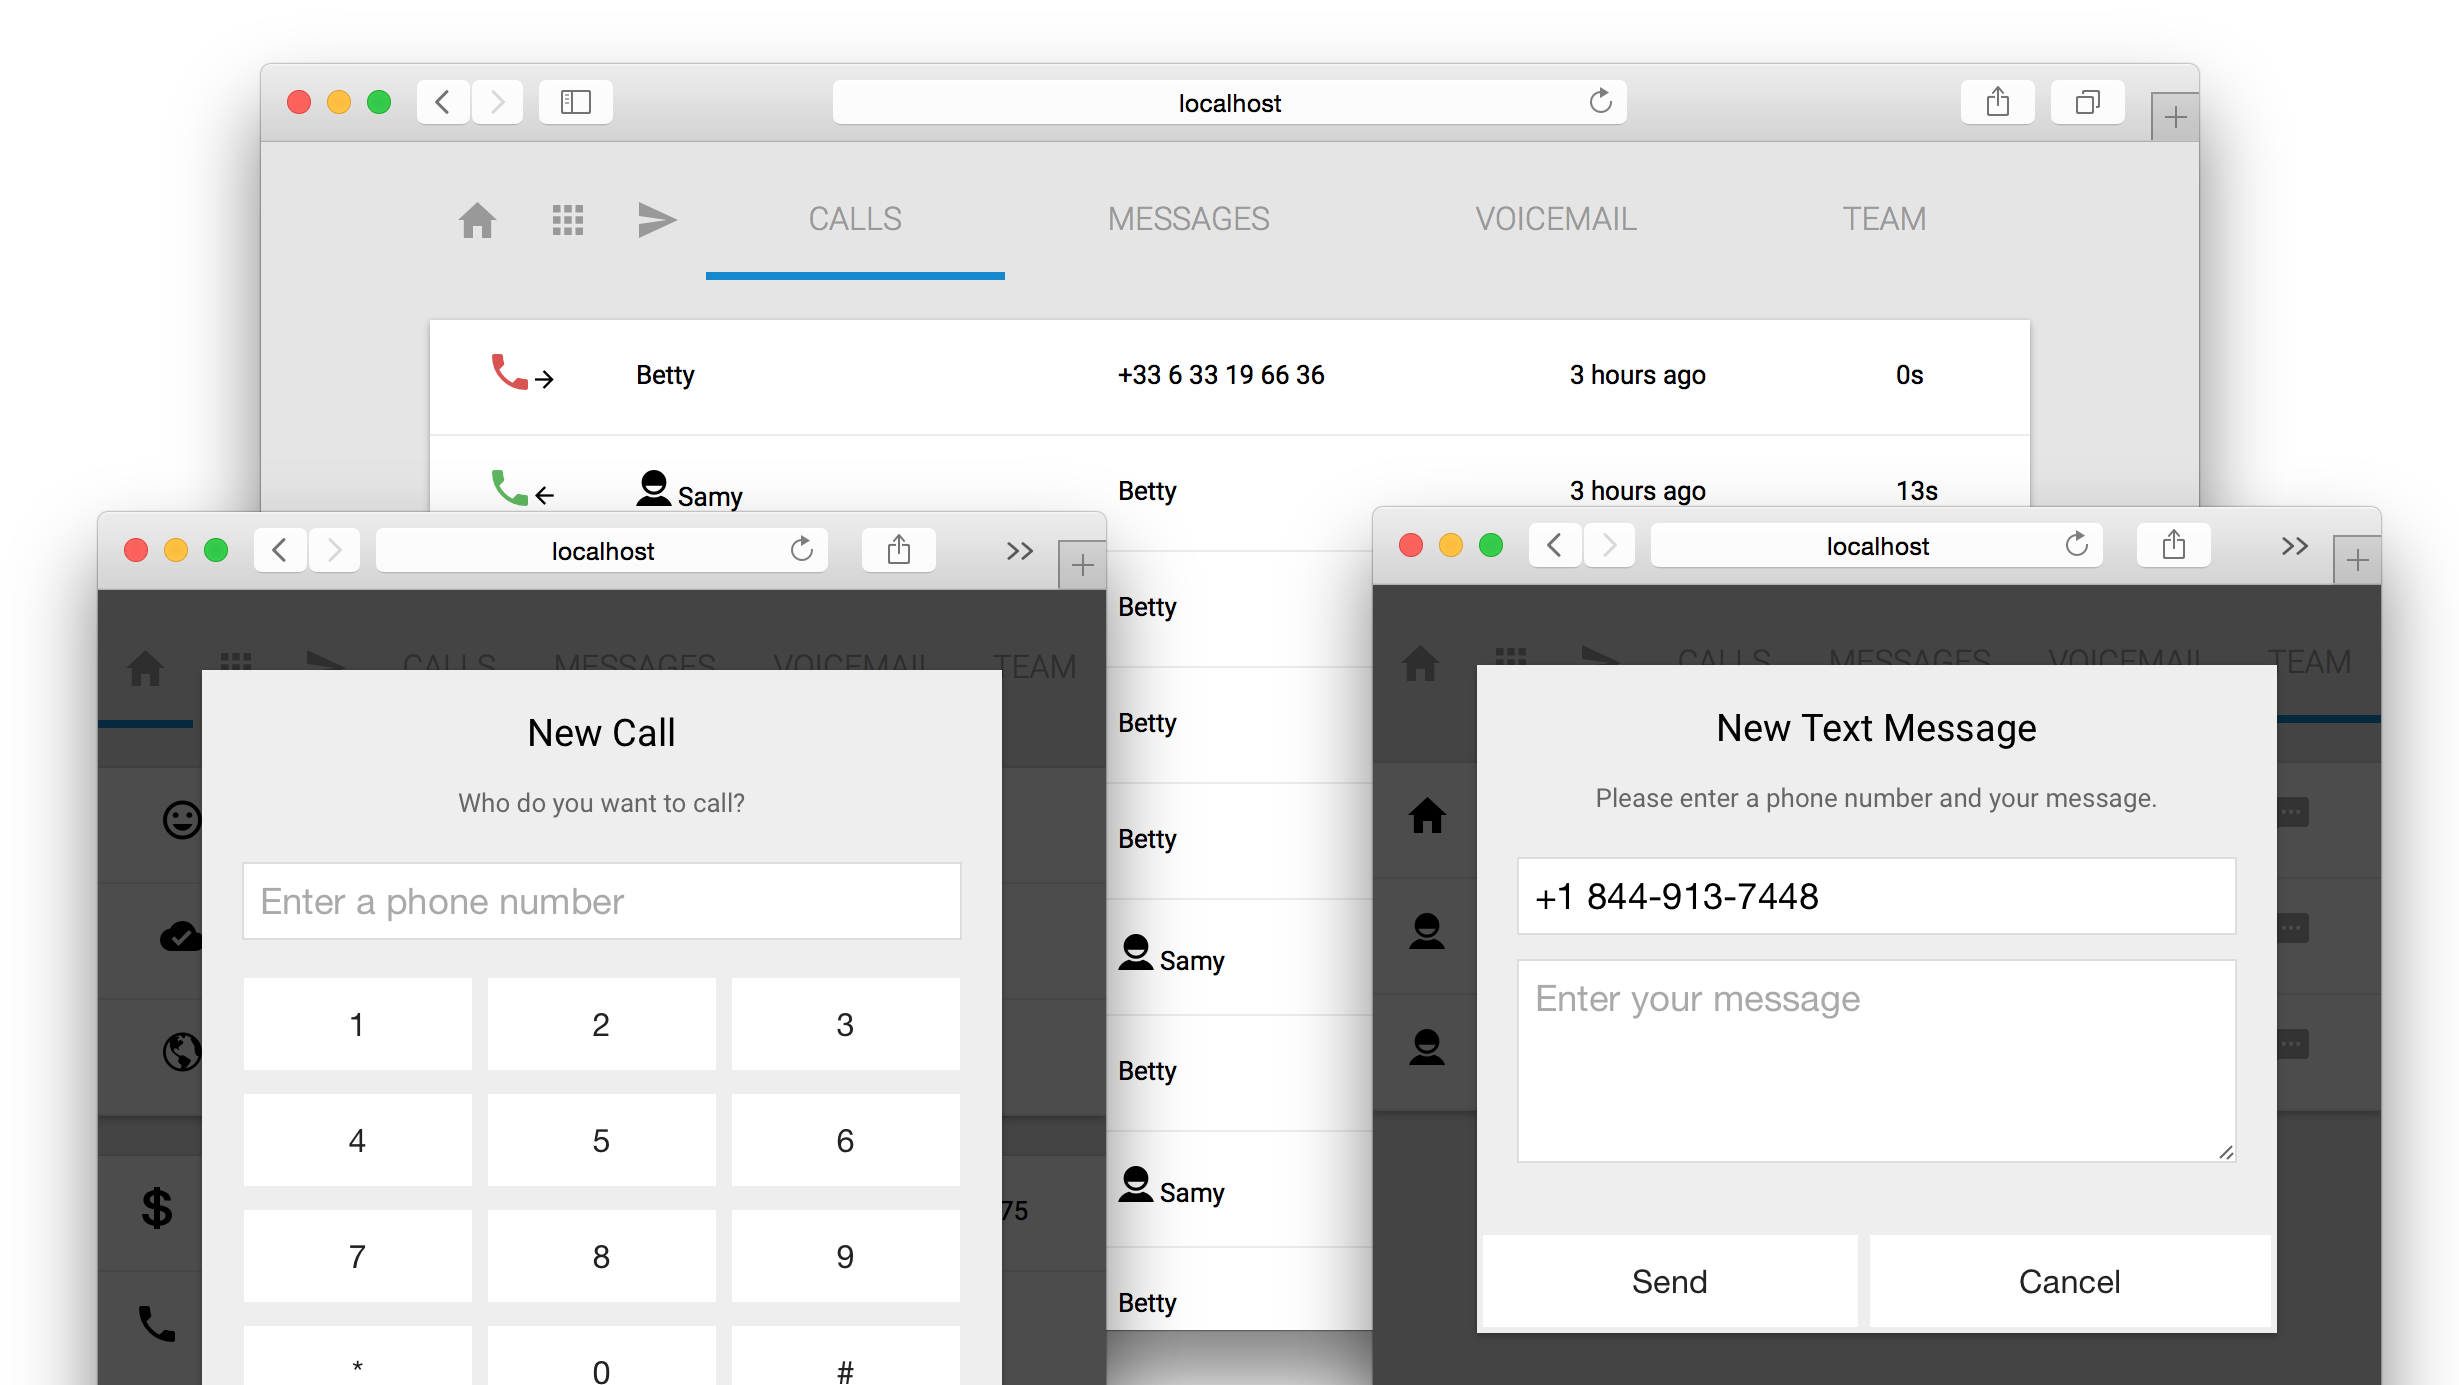 localhost
CALLS MESSAGES VOICEMAIL TEAM
Betty +33 6 33 19 66 36 3 hours ago 0s
Samy Betty 3 hours ago 13s
Betty
Betty
Betty
Samy
Betty
Samy
Betty
localhost
CALLS MESSAGES VOICEMAIL TEAM
New Call
Who do you want to call?
Enter a phone number
1 2 3
4 5 6
75
7 8 9
* 0 #
localhost
CALLS MESSAGES VOICEMAIL TEAM
New Text Message
Please enter a phone number and your message.
+1 844-913-7448
Enter your message
Send Cancel